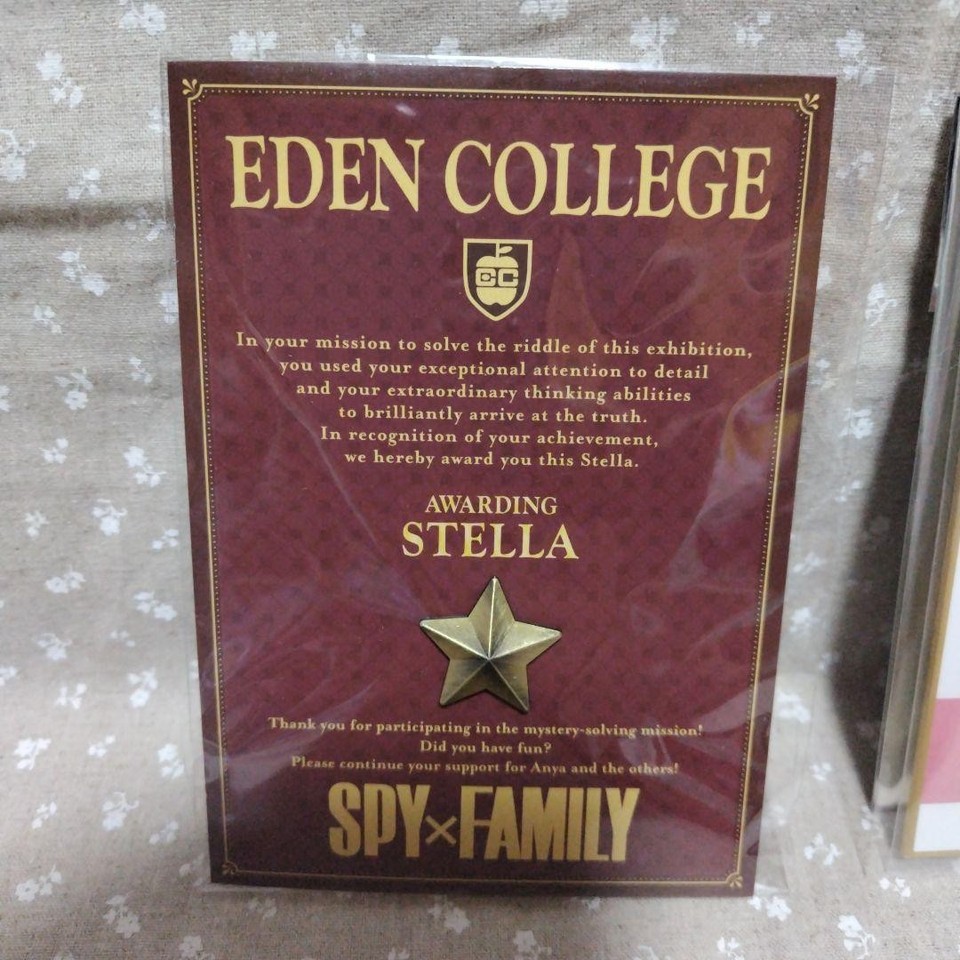 EDEN COLLEGE
EC
In your mission to solve the riddle of this exhibition,
you used your exceptional attention to detail
and your extraordinary thinking abilities
to brilliantly arrive at the truth.
In recognition of your achievement,
we hereby award you this Stella.
AWARDING
STELLA
Thank you for participating in the mystery-solving mission!
Did you have fun?
Please continue your support for Anya and the others!
SPY×FAMILY